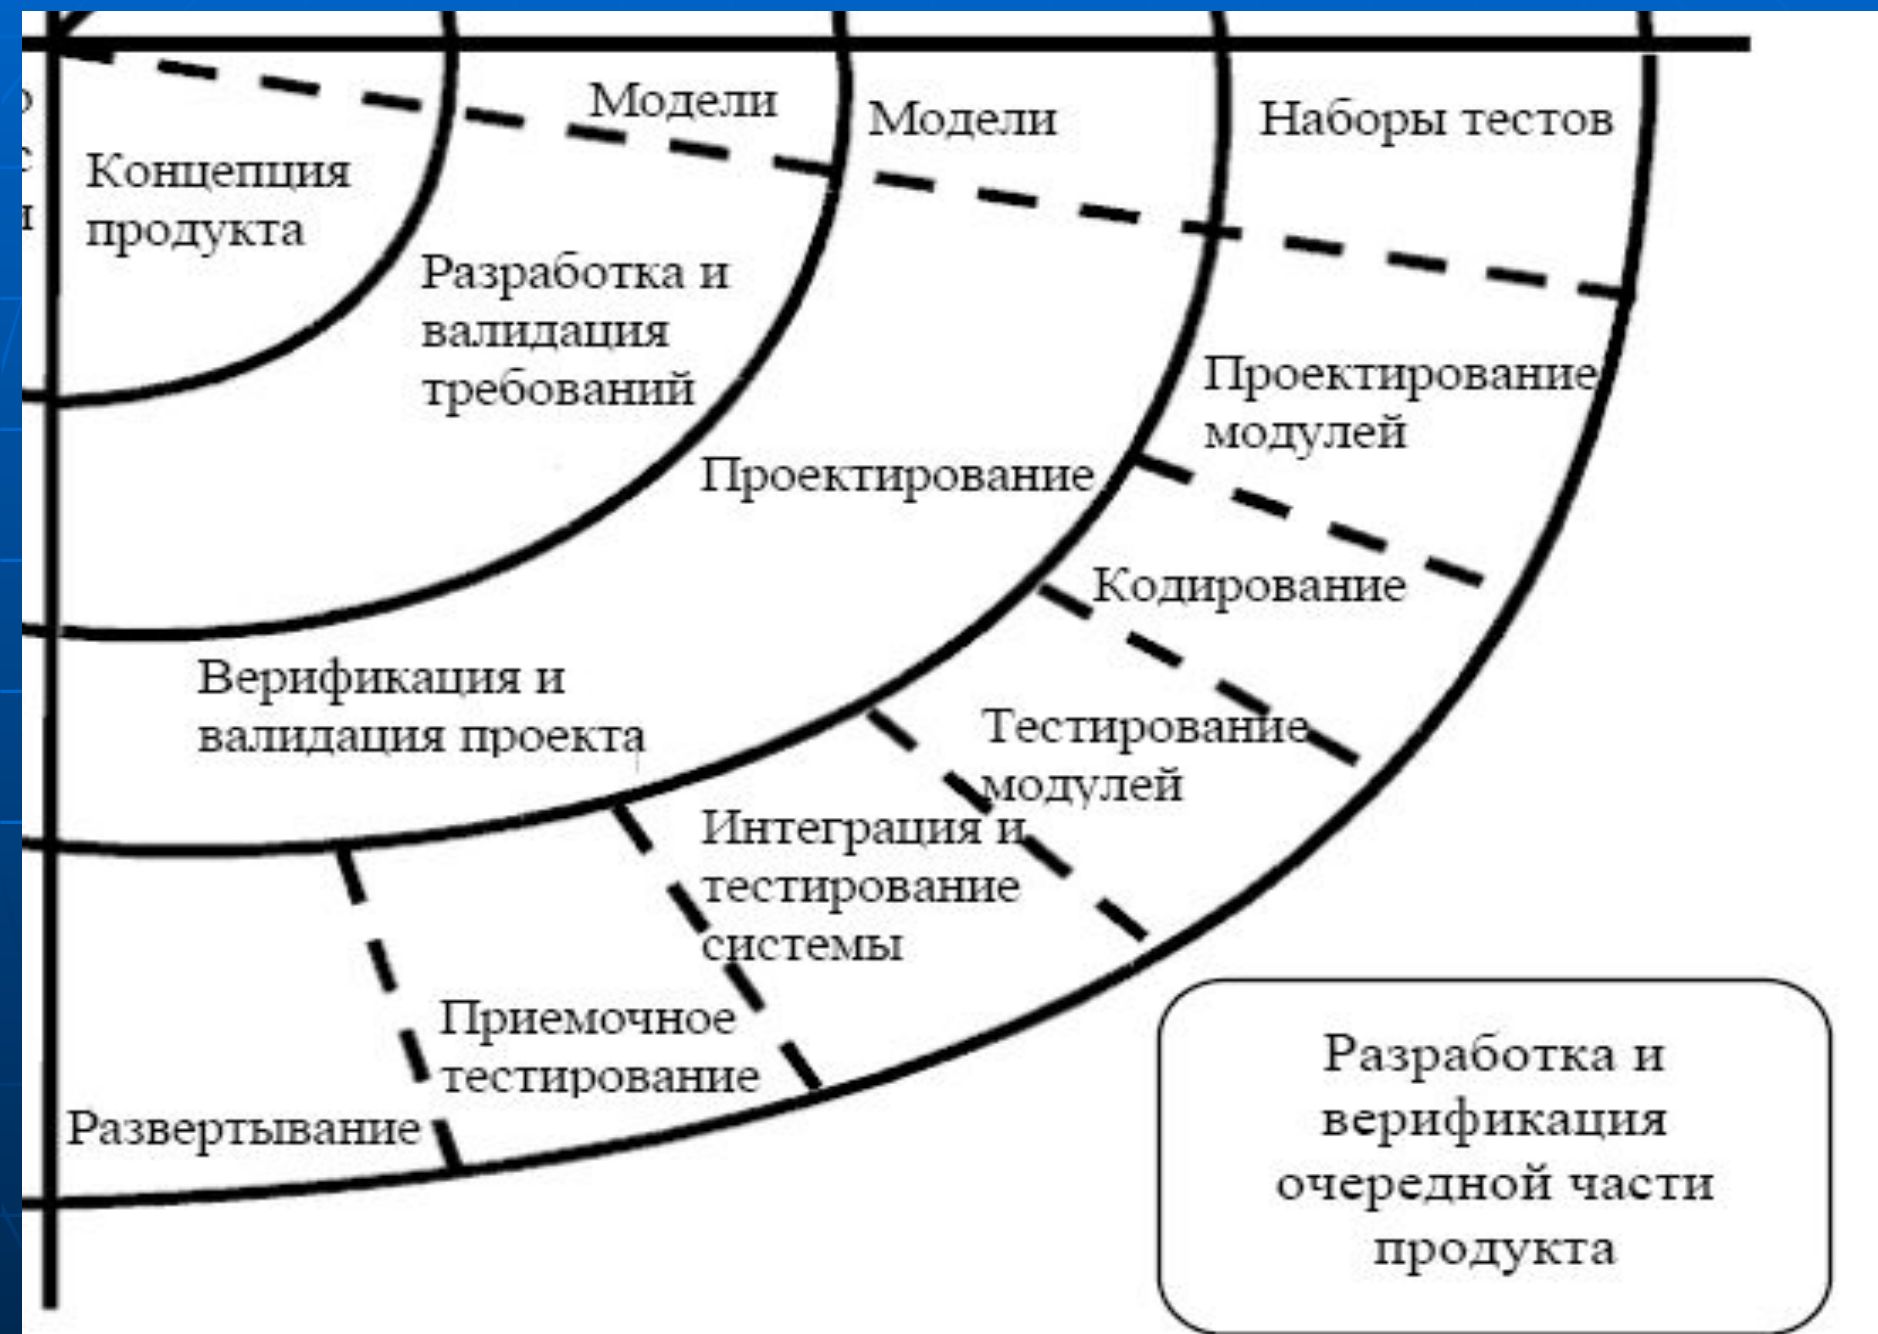 Модели
Модели
Наборы тестов
Концепция
продукта
Разработка и
валидация
требований
Проектирование
модулей
Проектирование
Кодирование
Верификация и
валидация проекта
Тестирование
модулей
Интеграция и
тестирование
системы
Приемочное
тестирование
Развертывание
Разработка и
верификация
очередной части
продукта